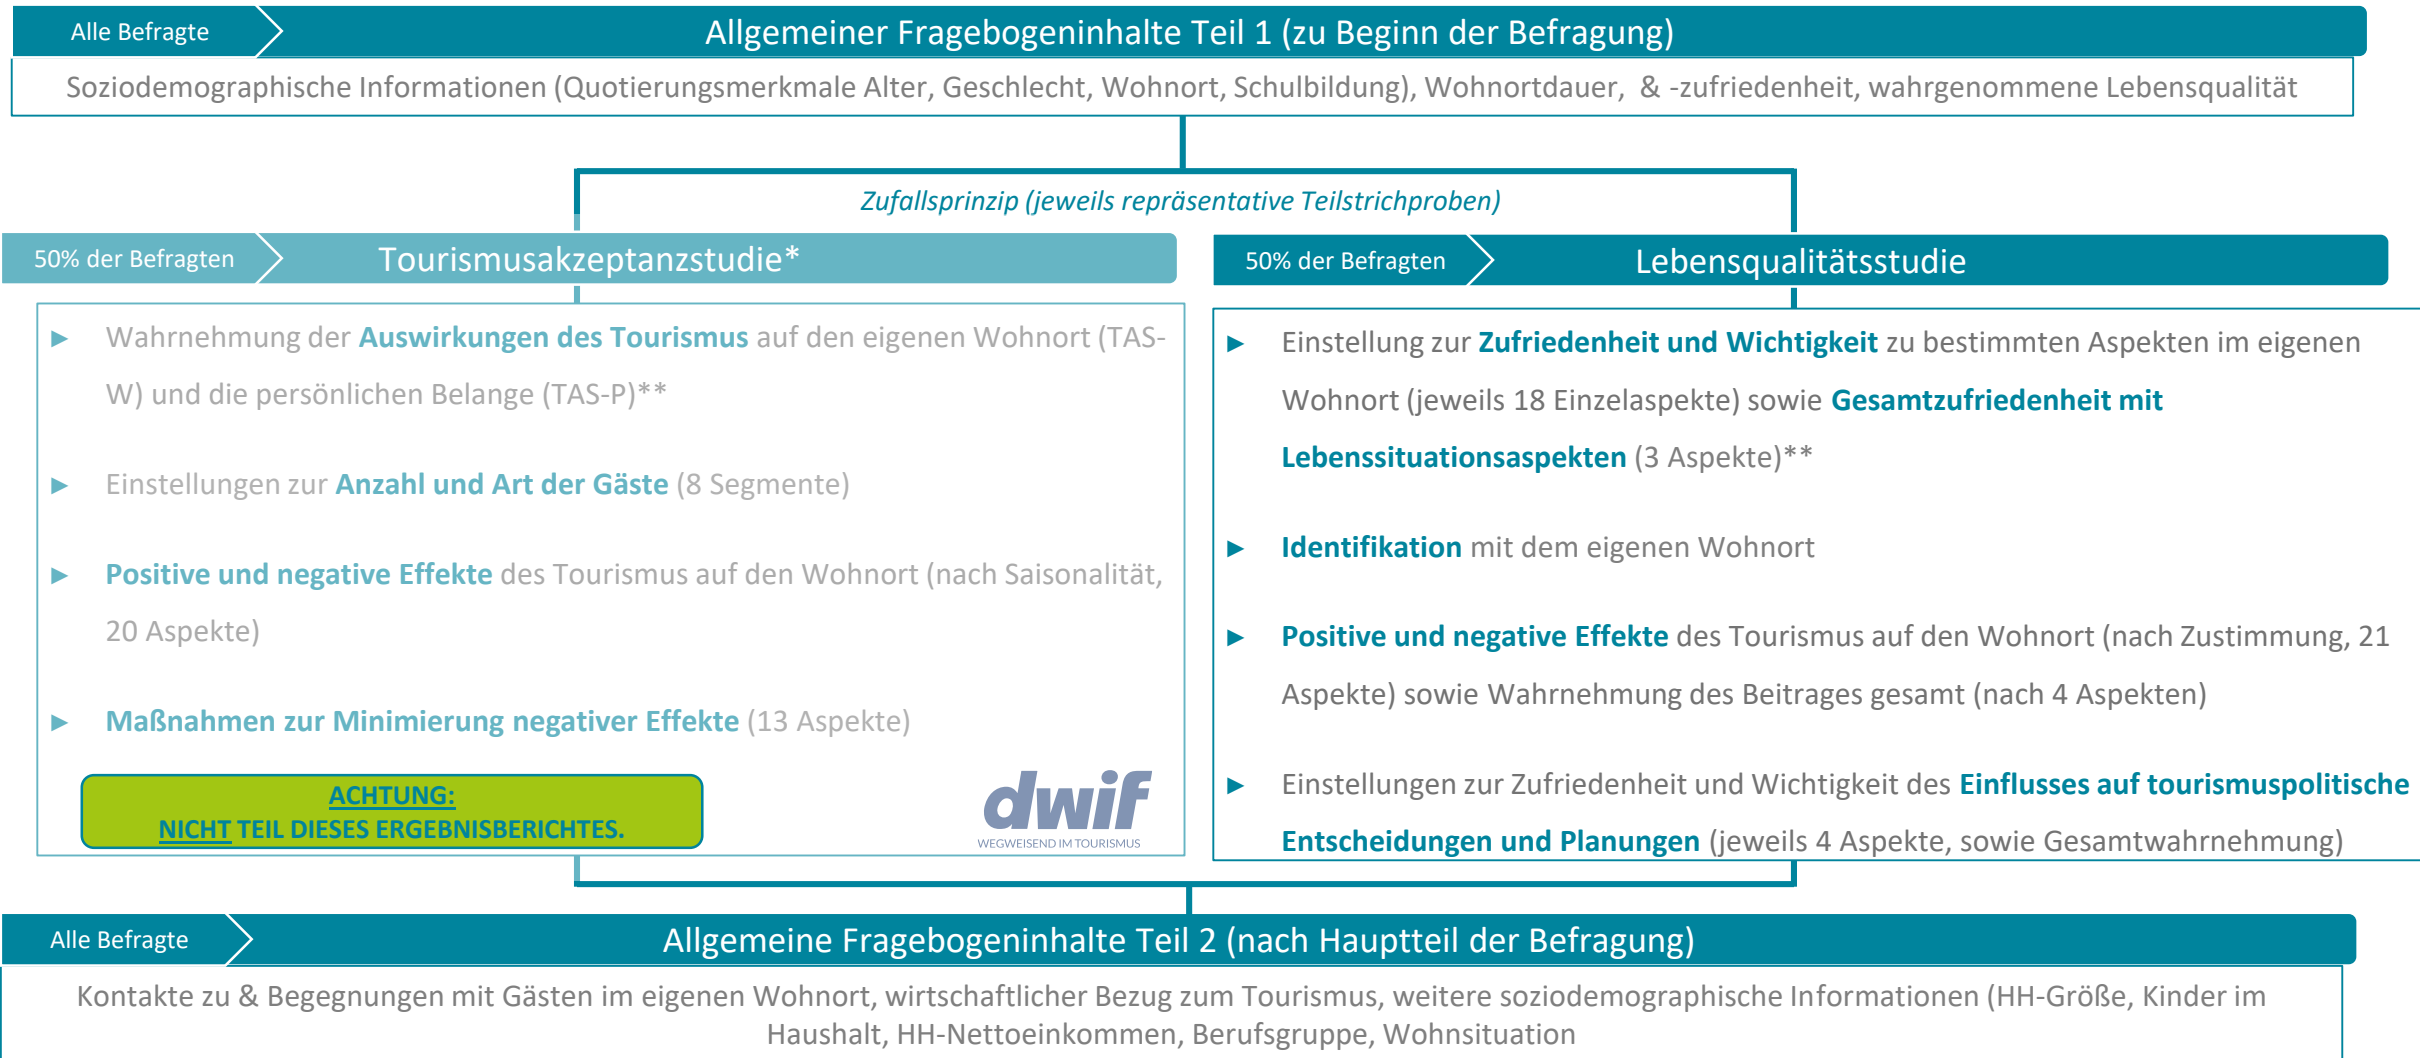 Alle Befragte
Allgemeiner Fragebogeninhalte Teil 1 (zu Beginn der Befragung)
Soziodemographische Informationen (Quotierungsmerkmale Alter, Geschlecht, Wohnort, Schulbildung), Wohnortdauer, & -zufriedenheit, wahrgenommene Lebensqualität
Zufallsprinzip (jeweils repräsentative Teilstrichproben)
50% der Befragten
Tourismusakzeptanzstudie*
► Wahrnehmung der Auswirkungen des Tourismus auf den eigenen Wohnort (TAS-
W) und die persönlichen Belange (TAS-P)**
► Einstellungen zur Anzahl und Art der Gäste (8 Segmente)
► Positive und negative Effekte des Tourismus auf den Wohnort (nach Saisonalität,
20 Aspekte)
► Maßnahmen zur Minimierung negativer Effekte (13 Aspekte)
ACHTUNG:
NICHT TEIL DIESES ERGEBNISBERICHTES.
dwif
WEGWEISEND IM TOURISMUS
50% der Befragten
Lebensqualitätsstudie
► Einstellung zur Zufriedenheit und Wichtigkeit zu bestimmten Aspekten im eigenen
Wohnort (jeweils 18 Einzelaspekte) sowie Gesamtzufriedenheit mit
Lebenssituationsaspekten (3 Aspekte)**
► Identifikation mit dem eigenen Wohnort
► Positive und negative Effekte des Tourismus auf den Wohnort (nach Zustimmung, 21
Aspekte) sowie Wahrnehmung des Beitrages gesamt (nach 4 Aspekten)
► Einstellungen zur Zufriedenheit und Wichtigkeit des Einflusses auf tourismuspolitische
Entscheidungen und Planungen (jeweils 4 Aspekte, sowie Gesamtwahrnehmung)
Alle Befragte
Allgemeine Fragebogeninhalte Teil 2 (nach Hauptteil der Befragung)
Kontakte zu & Begegnungen mit Gästen im eigenen Wohnort, wirtschaftlicher Bezug zum Tourismus, weitere soziodemographische Informationen (HH-Größe, Kinder im
Haushalt, HH-Nettoeinkommen, Berufsgruppe, Wohnsituation